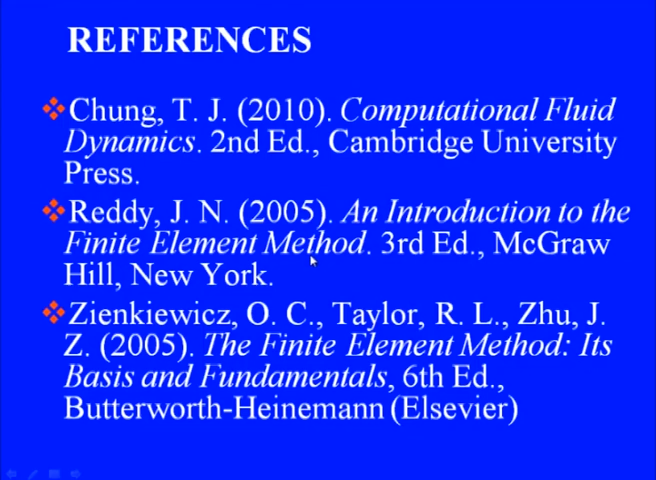 REFERENCES
Chung, T. J. (2010). Computational Fluid
Dynamics. 2nd Ed., Cambridge University
Press.
Reddy, J. N. (2005). An Introduction to the
Finite Element Method. 3rd Ed., McGraw
Hill, New York.
Zienkiewicz, O. C., Taylor, R. L., Zhu, J.
Z. (2005). The Finite Element Method: Its
Basis and Fundamentals, 6th Ed.,
Butterworth-Heinemann (Elsevier)